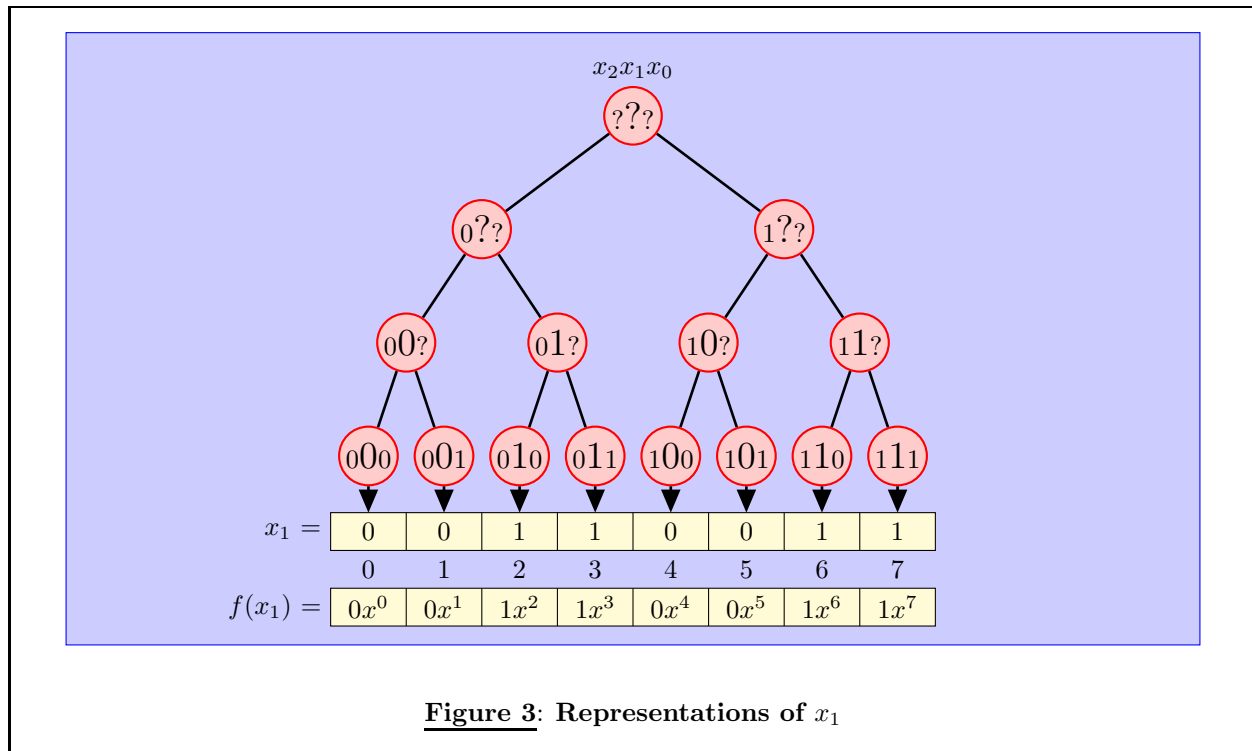 x₂x₁x₀
???
0?? 1??
00? 01? 10? 11?
000 001 010 011 100 101 110 111
x₁ = 0 0 1 1 0 0 1 1
0 1 2 3 4 5 6 7
f(x₁) = 0x⁰ 0x¹ 1x² 1x³ 0x⁴ 0x⁵ 1x⁶ 1x⁷
Figure 3: Representations of x₁